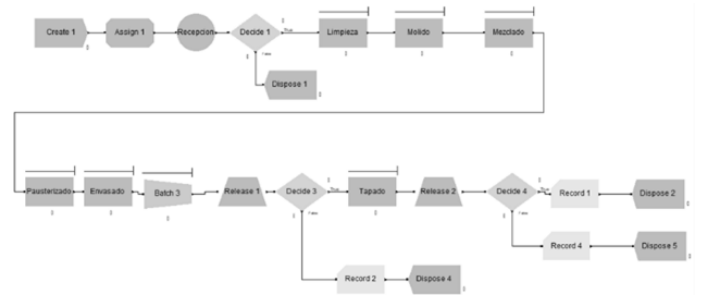 Create 1
Assign 1
Recepcion
Decide 1
True
False
Limpieza
Molido
Mezclado
Dispose 1
Pausterizado
Envasado
Batch 3
Release 1
Decide 3
True
False
Tapado
Release 2
Decide 4
True
False
Record 1
Dispose 2
Record 4
Dispose 5
Record 2
Dispose 4